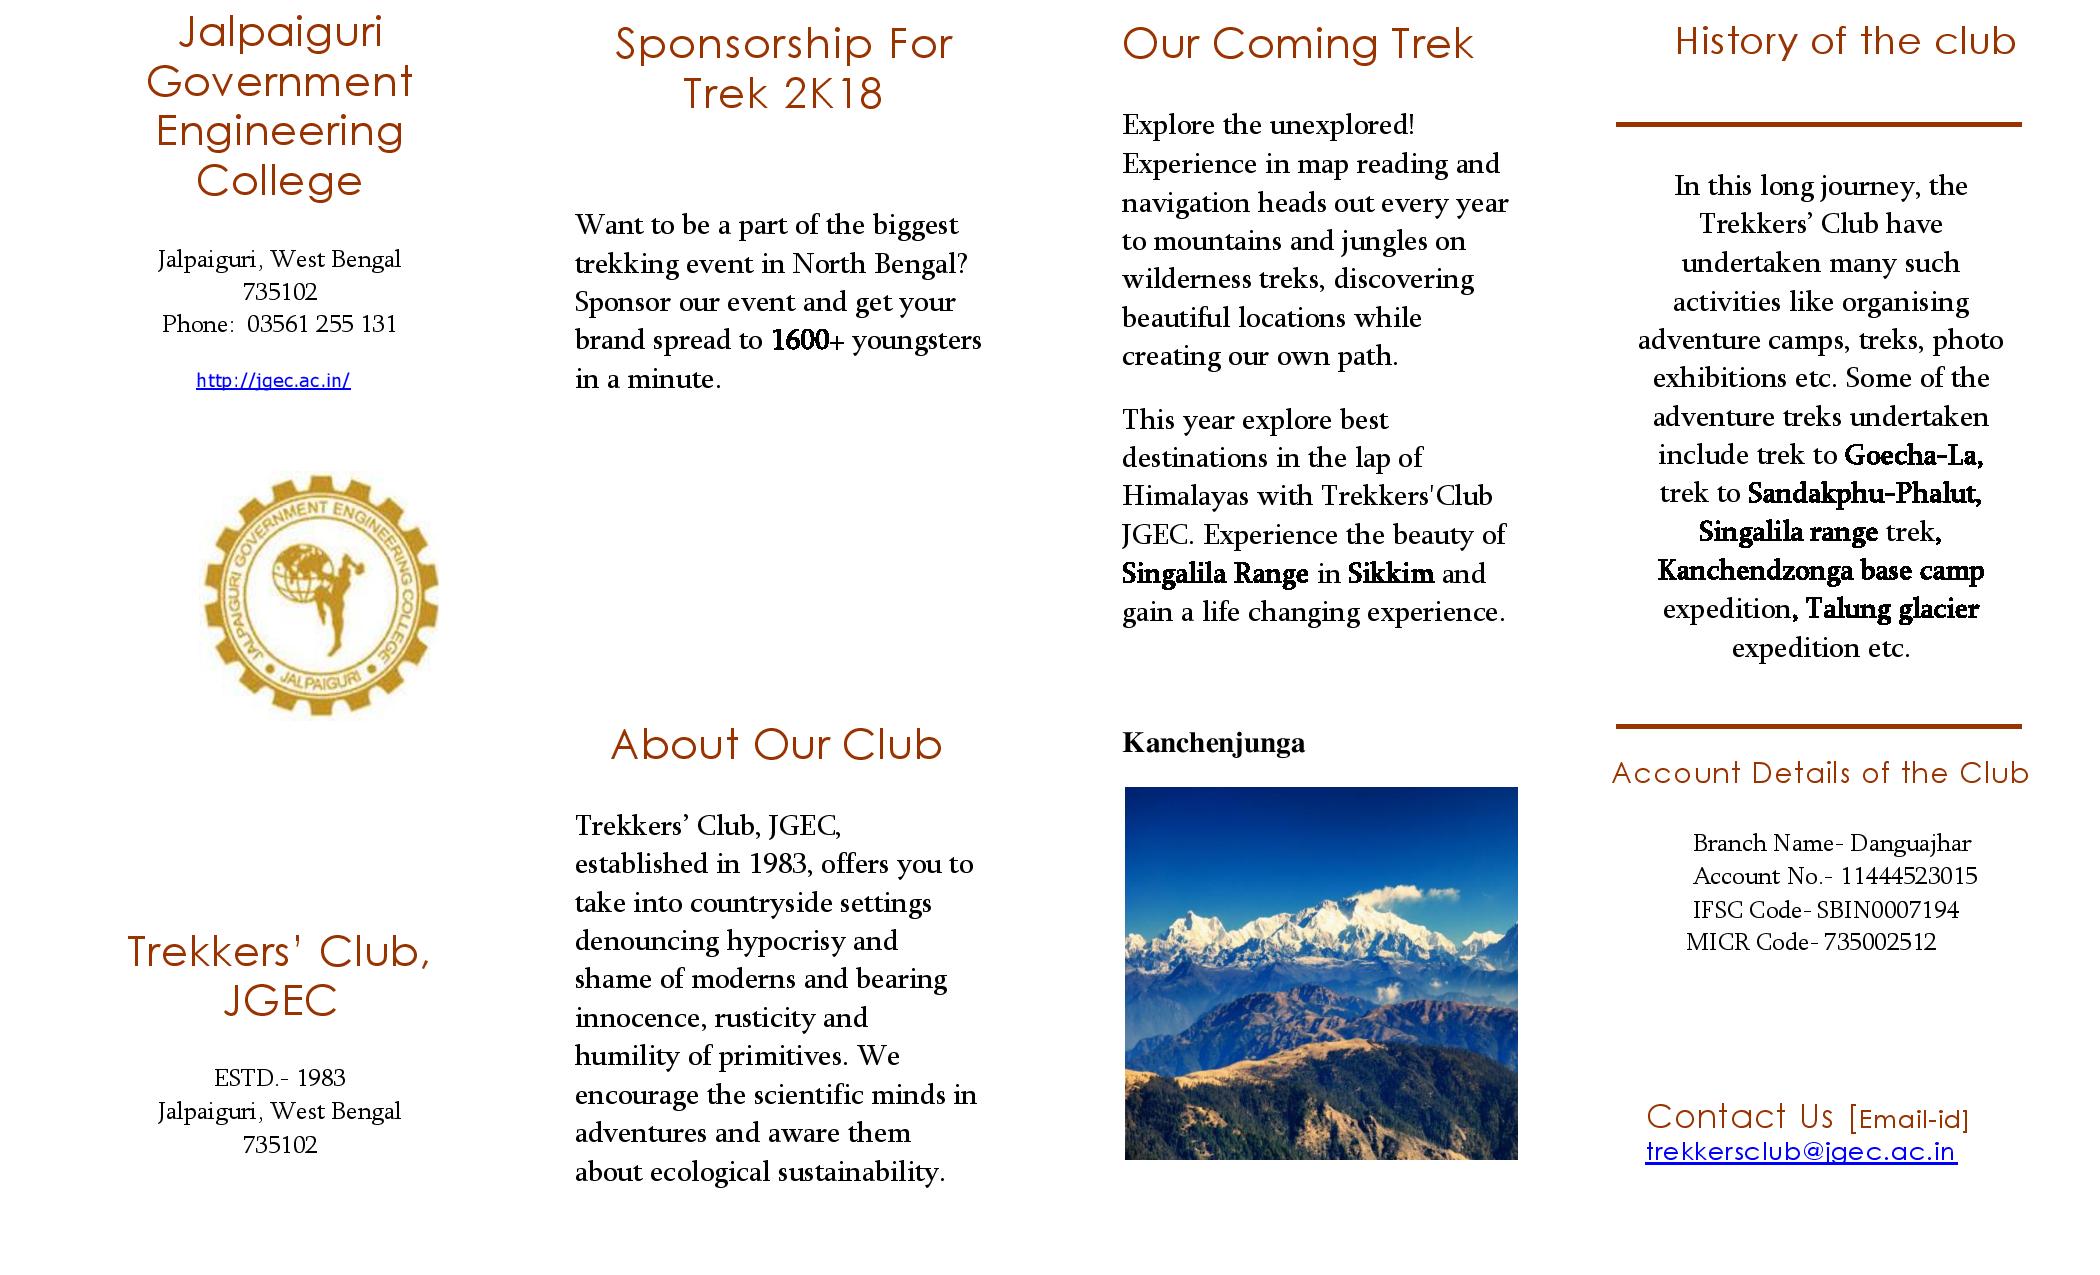 Jalpaiguri
Government
Engineering
College
Jalpaiguri, West Bengal
735102
Phone: 03561 255 131
http://jgec.ac.in/
JALPAIGURI GOVERNMENT ENGINEERING COLLEGE • JALPAIGURI •
Trekkers’ Club,
JGEC
ESTD.- 1983
Jalpaiguri, West Bengal
735102
Sponsorship For
Trek 2K18
Want to be a part of the biggest
trekking event in North Bengal?
Sponsor our event and get your
brand spread to 1600+ youngsters
in a minute.
About Our Club
Trekkers’ Club, JGEC,
established in 1983, offers you to
take into countryside settings
denouncing hypocrisy and
shame of moderns and bearing
innocence, rusticity and
humility of primitives. We
encourage the scientific minds in
adventures and aware them
about ecological sustainability.
Our Coming Trek
Explore the unexplored!
Experience in map reading and
navigation heads out every year
to mountains and jungles on
wilderness treks, discovering
beautiful locations while
creating our own path.
This year explore best
destinations in the lap of
Himalayas with Trekkers'Club
JGEC. Experience the beauty of
Singalila Range in Sikkim and
gain a life changing experience.
Kanchenjunga
History of the club
In this long journey, the
Trekkers’ Club have
undertaken many such
activities like organising
adventure camps, treks, photo
exhibitions etc. Some of the
adventure treks undertaken
include trek to Goecha-La,
trek to Sandakphu-Phalut,
Singalila range trek,
Kanchendzonga base camp
expedition, Talung glacier
expedition etc.
Account Details of the Club
Branch Name- Danguajhar
Account No.- 11444523015
IFSC Code- SBIN0007194
MICR Code- 735002512
Contact Us [Email-id]
trekkersclub@jgec.ac.in